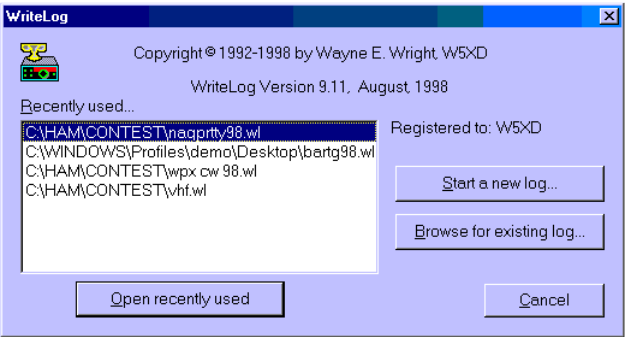 WriteLog
Copyright © 1992-1998 by Wayne E. Wright, W5XD
WriteLog Version 9.11, August, 1998
Recently used...
C:\HAM\CONTEST\naqprtty98.wl
C:\WINDOWS\Profiles\demo\Desktop\bartg98.wl
C:\HAM\CONTEST\wpx cw 98.wl
C:\HAM\CONTEST\vhf.wl
Registered to: W5XD
Start a new log...
Browse for existing log...
Open recently used
Cancel